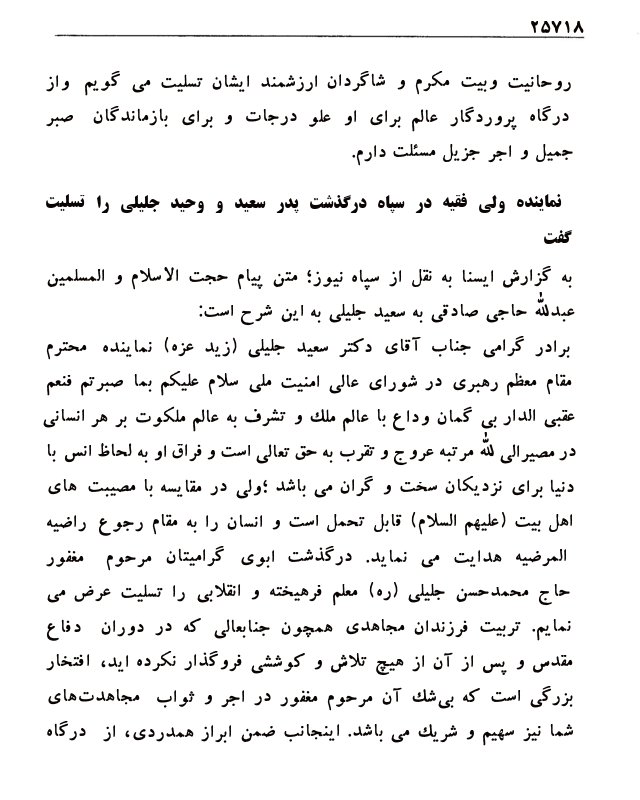 ۲۵۷۱۸
روحانیت وبیت مکرم و شاگردان ارزشمند ایشان تسلیت می گویم واز
درگاه پروردگار عالم برای او علو درجات و برای بازماندگان صبر
جمیل و اجر جزیل مسئلت دارم.
نماینده ولی فقیه در سپاه درگذشت پدر سعید و وحید جلیلی را تسلیت
گفت
به گزارش ایسنا به نقل از سپاه نیوز؛ متن پیام حجت الاسلام و المسلمین
عبدالله حاجی صادقی به سعید جلیلی به این شرح است:
برادر گرامی جناب آقای دکتر سعید جلیلی (زید عزه) نماینده محترم
مقام معظم رهبری در شورای عالی امنیت ملی سلام علیکم بما صبرتم فنعم
عقبی الدار بی گمان وداع با عالم ملك و تشرف به عالم ملکوت بر هر انسانی
در مصیرالی لله مرتبه عروج و تقرب به حق تعالی است و فراق او به لحاظ انس با
دنیا برای نزدیکان سخت و گران می باشد ؛ولی در مقایسه با مصیبت های
اهل بیت (علیهم السلام) قابل تحمل است و انسان را به مقام رجوع راضیه
المرضیه هدایت می نماید. درگذشت ابوی گرامیتان مرحوم مغفور
حاج محمدحسن جلیلی (ره) معلم فرهیخته و انقلابی را تسلیت عرض می
نمایم. تربیت فرزندان مجاهدی همچون جنابعالی که در دوران دفاع
مقدس و پس از آن از هیچ تلاش و کوششی فروگذار نکرده اید، افتخار
بزرگی است که بی‌شك آن مرحوم مغفور در اجر و ثواب مجاهدت‌های
شما نیز سهیم و شریك می باشد. اینجانب ضمن ابراز همدردی، از درگاه